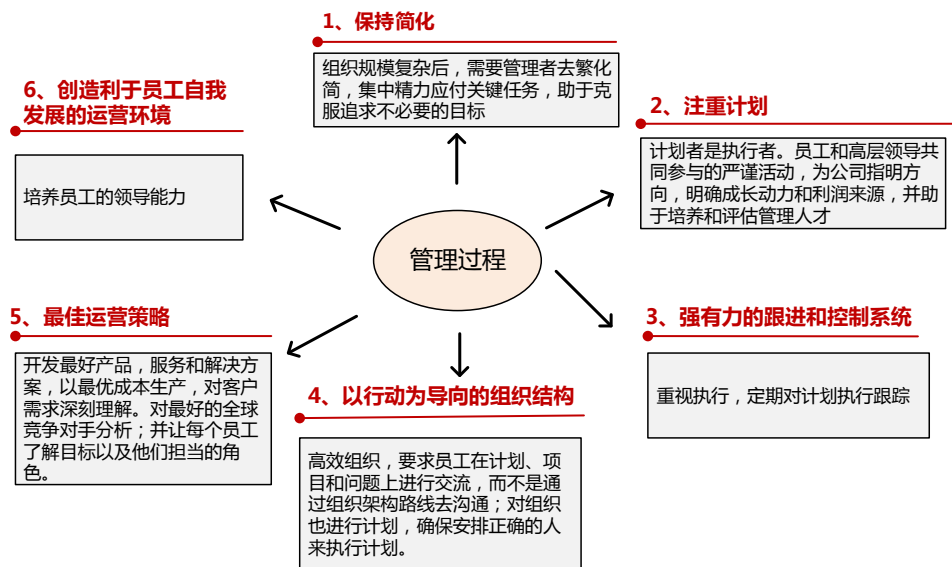 1、保持简化
组织规模复杂后，需要管理者去繁化
简，集中精力应付关键任务，助于克
服追求不必要的目标
2、注重计划
计划者是执行者。员工和高层领导共
同参与的严谨活动，为公司指明方
向，明确成长动力和利润来源，并助
于培养和评估管理人才
3、强有力的跟进和控制系统
重视执行，定期对计划执行跟踪
4、以行动为导向的组织结构
高效组织，要求员工在计划、项
目和问题上进行交流，而不是通
过组织架构路线去沟通；对组织
也进行计划，确保安排正确的人
来执行计划。
5、最佳运营策略
开发最好产品，服务和解决方
案，以最优成本生产，对客户
需求深刻理解。对最好的全球
竞争对手分析；并让每个员工
了解目标以及他们担当的角
色。
6、创造利于员工自我
发展的运营环境
培养员工的领导能力
管理过程